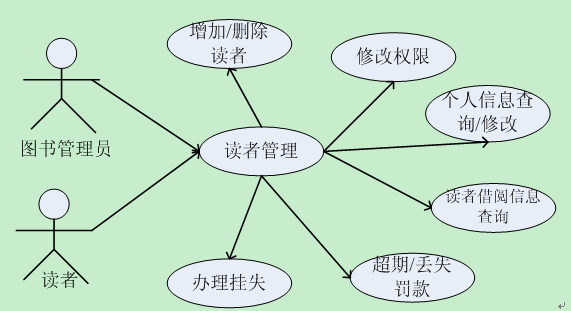 增加/删除
读者
修改权限
个人信息查
询/修改
图书管理员
读者管理
读者借阅信息
查询
读者
办理挂失
超期/丢失
罚款